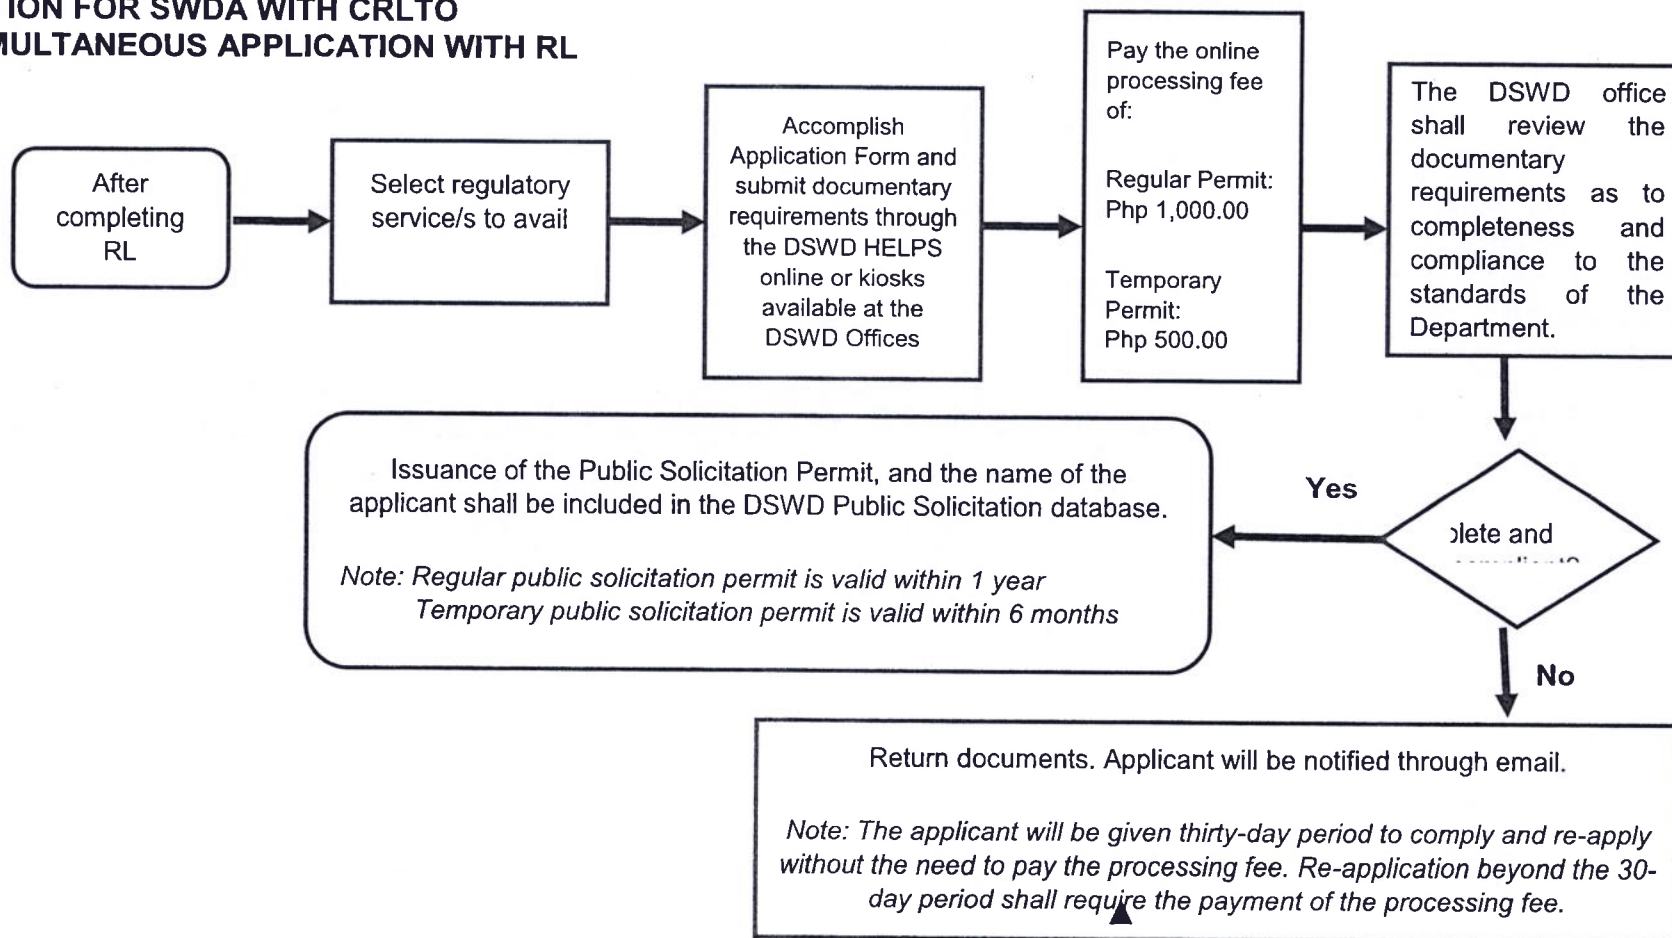 ION FOR SWDA WITH CRLTO
MULTANEOUS APPLICATION WITH RL
After
completing
RL
Select regulatory
service/s to avail
Accomplish
Application Form and
submit documentary
requirements through
the DSWD HELPS
online or kiosks
available at the
DSWD Offices
Pay the online
processing fee
of:
Regular Permit:
Php 1,000.00
Temporary
Permit:
Php 500.00
The DSWD office
shall review the
documentary
requirements as to
completeness and
compliance to the
standards of the
Department.
plete and
Yes
No
Issuance of the Public Solicitation Permit, and the name of the
applicant shall be included in the DSWD Public Solicitation database.
Note: Regular public solicitation permit is valid within 1 year
Temporary public solicitation permit is valid within 6 months
Return documents. Applicant will be notified through email.
Note: The applicant will be given thirty-day period to comply and re-apply
without the need to pay the processing fee. Re-application beyond the 30-
day period shall require the payment of the processing fee.